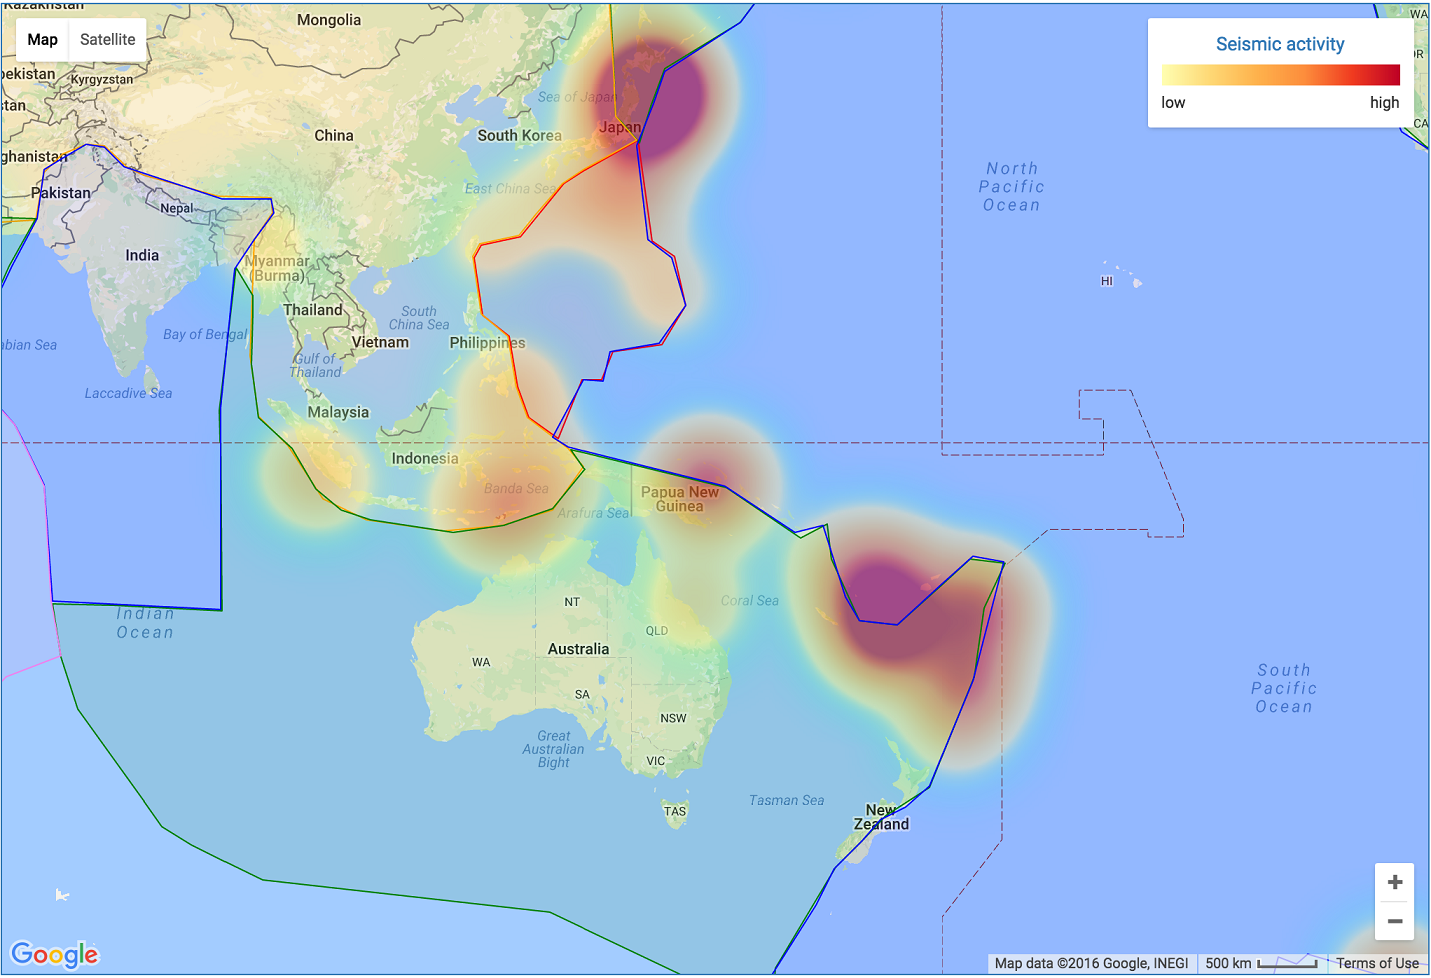 Kazakhstan
Mongolia
Map
Satellite
bekistan
Kyrgyzstan
stan
WA
OR
Seismic activity
low
high
CA
Sea of Japan
Japan
South Korea
China
ghanistan
Pakistan
Nepal
East China Sea
North
Pacific
Ocean
India
Myanmar
(Burma)
HI
Thailand
South
China Sea
Bay of Bengal
abian Sea
Vietnam
Philippines
Gulf of
Thailand
Laccadive Sea
Malaysia
Indonesia
Banda Sea
Papua New
Guinea
Arafura Sea
Indian
Ocean
NT
Coral Sea
QLD
Australia
WA
SA
NSW
South
Pacific
Ocean
Great
Australian
Bight
VIC
TAS
Tasman Sea
New
Zealand
+
−
Google
Map data ©2016 Google, INEGI
500 km
Terms of Use